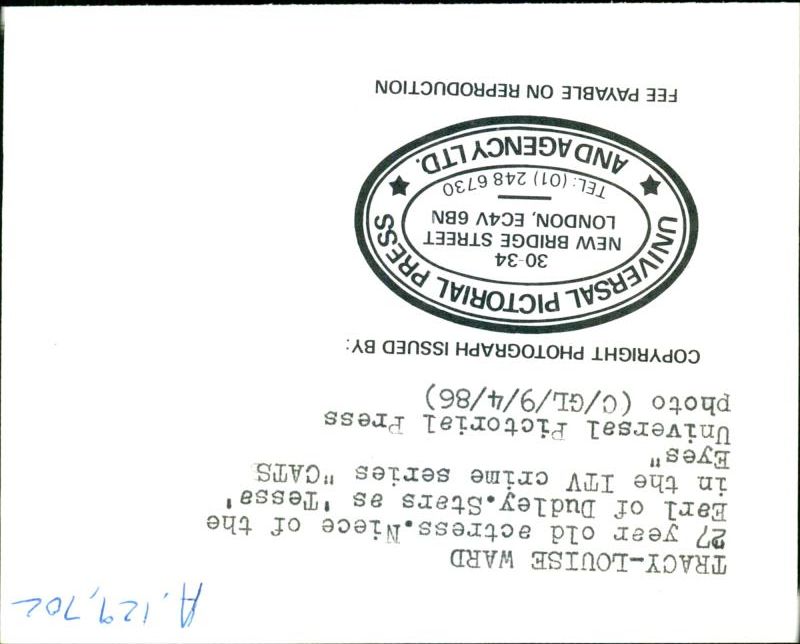 A.129,702
TRACY-LOUISE WARD
27 year old actress.Niece of the
Earl of Dudley.Stars as 'Tessa'
in the ITV crime series "CATS
Eyes"
Universal Pictorial Press
photo (C/GL/9/4/86)
COPYRIGHT PHOTOGRAPH ISSUED BY:
UNIVERSAL PICTORIAL PRESS
30-34
NEW BRIDGE STREET
LONDON, EC4V 6BN
TEL: (01) 248 6730
AND AGENCY LTD.
FEE PAYABLE ON REPRODUCTION